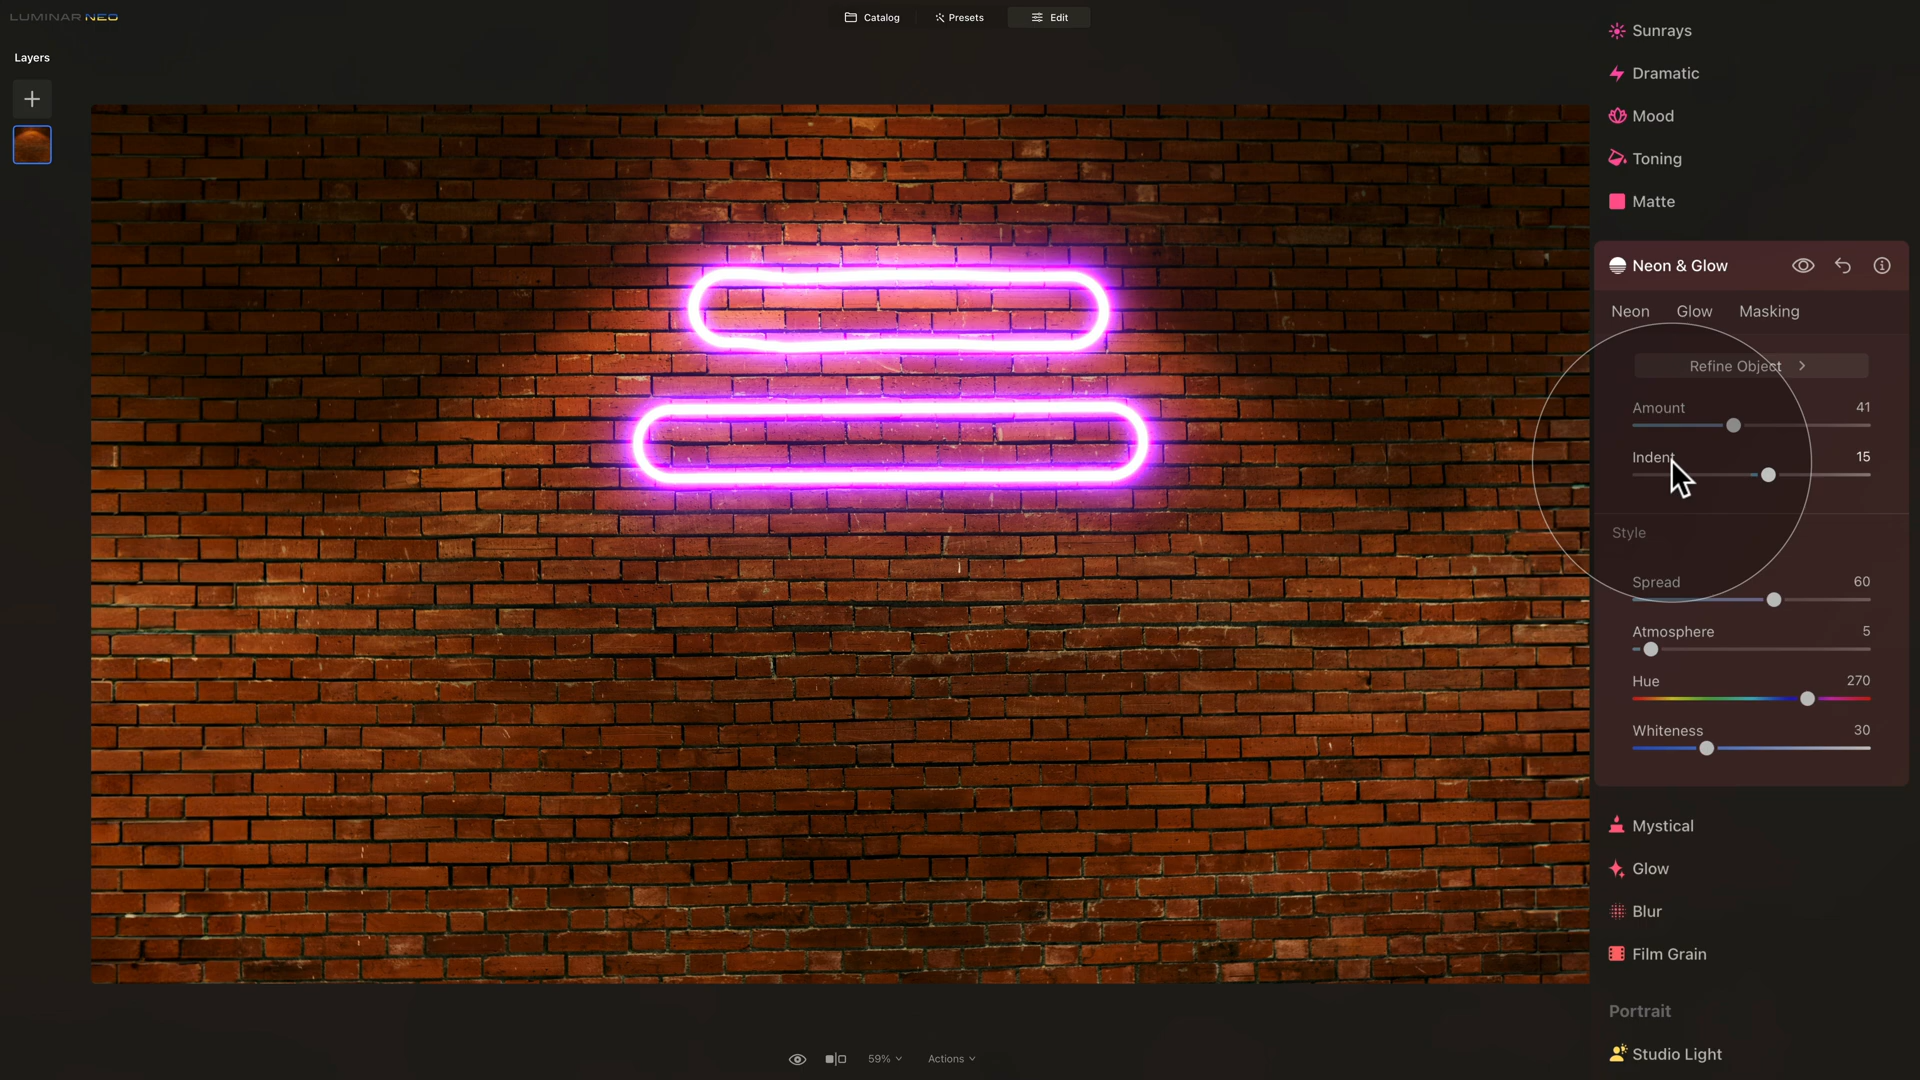 LUMINAR NEO
Catalog
Presets
Edit
Layers
Sunrays
Dramatic
Mood
Toning
Matte
Neon & Glow
Neon Glow Masking
Refine Object
Amount 41
Indent 15
Style
Spread 60
Atmosphere 5
Hue 270
Whiteness 30
Mystical
Glow
Blur
Film Grain
Portrait
Studio Light
59%
Actions